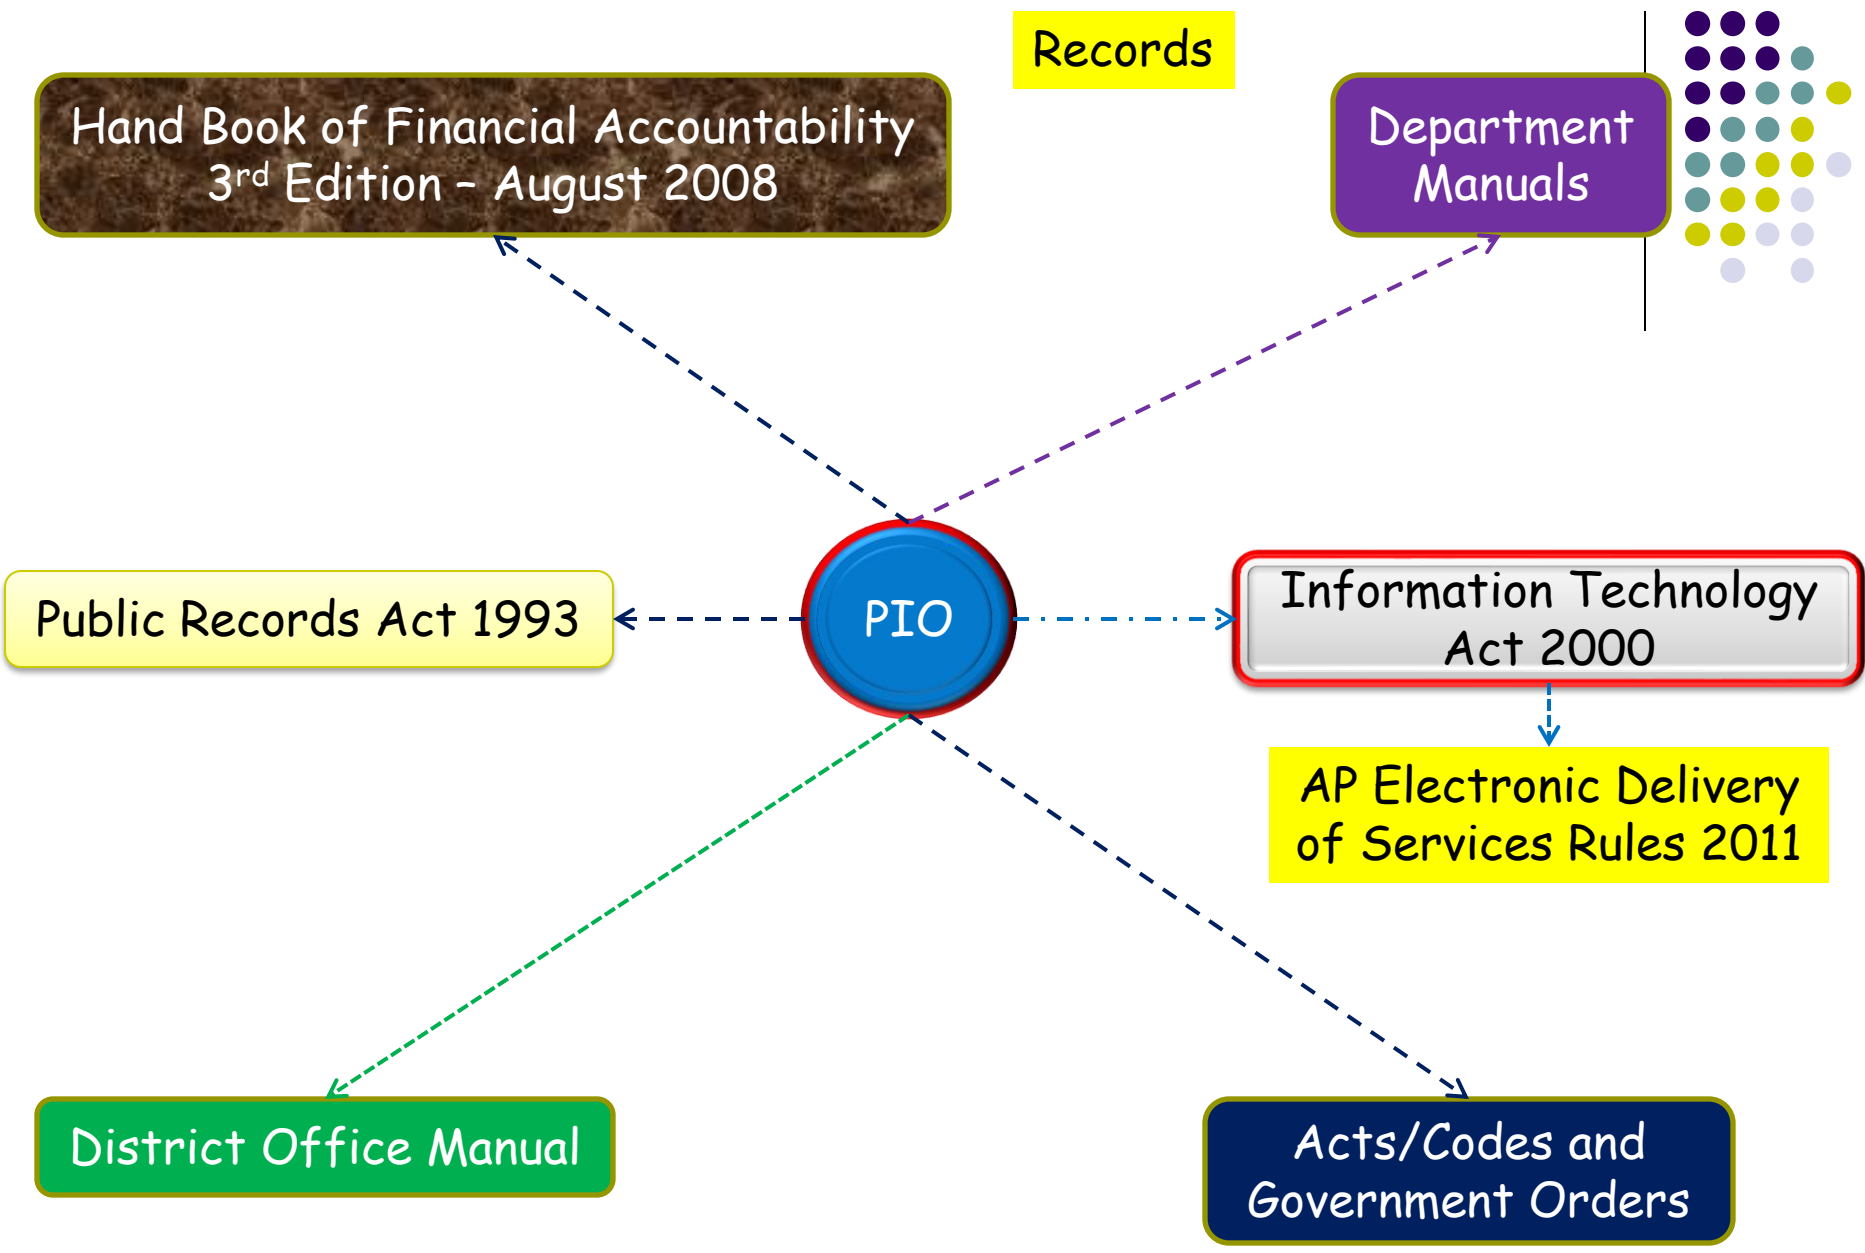 Records
Hand Book of Financial Accountability
3rd Edition – August 2008
Department
Manuals
Public Records Act 1993
PIO
Information Technology
Act 2000
AP Electronic Delivery
of Services Rules 2011
District Office Manual
Acts/Codes and
Government Orders